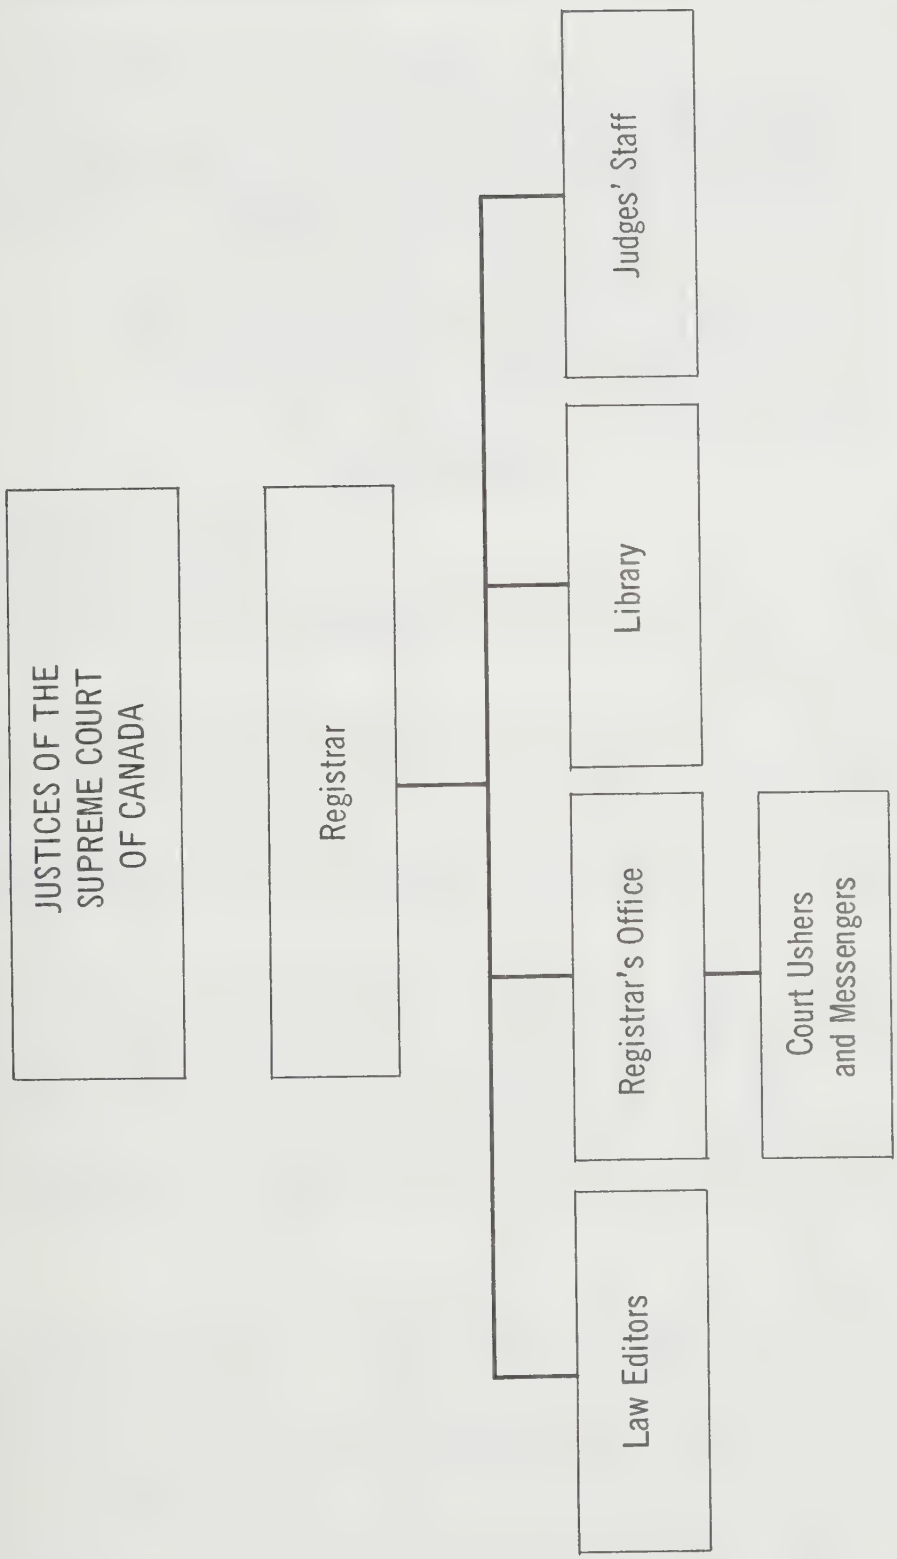 JUSTICES OF THE
SUPREME COURT
OF CANADA
Registrar
Law Editors
Registrar's Office
Library
Judges' Staff
Court Ushers
and Messengers